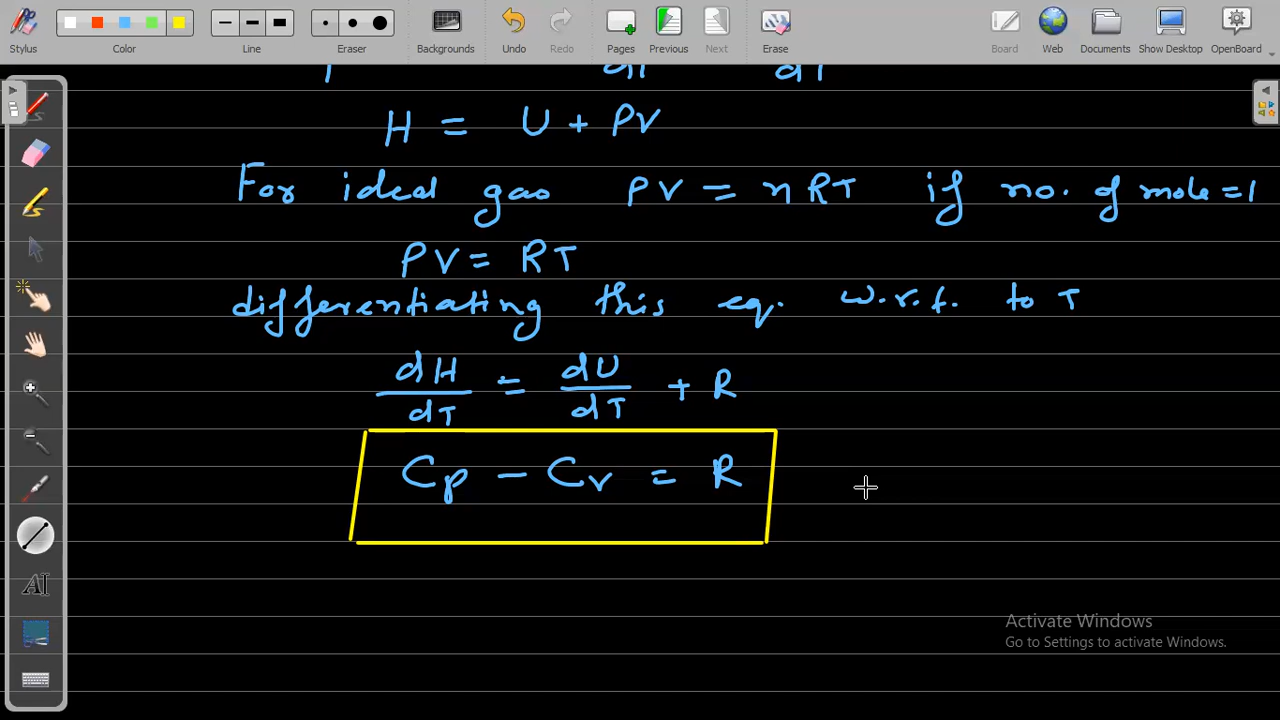 Stylus Color Line Eraser Backgrounds Undo Redo Pages Previous Next Erase Board Web Documents Show Desktop OpenBoard
H = U + PV
For ideal gas PV = nRT if no. of mole = 1
PV = RT
differentiating this eq. w.r.t. to T
dH/dT = dU/dT + R
Cp - Cv = R
Activate Windows
Go to Settings to activate Windows.